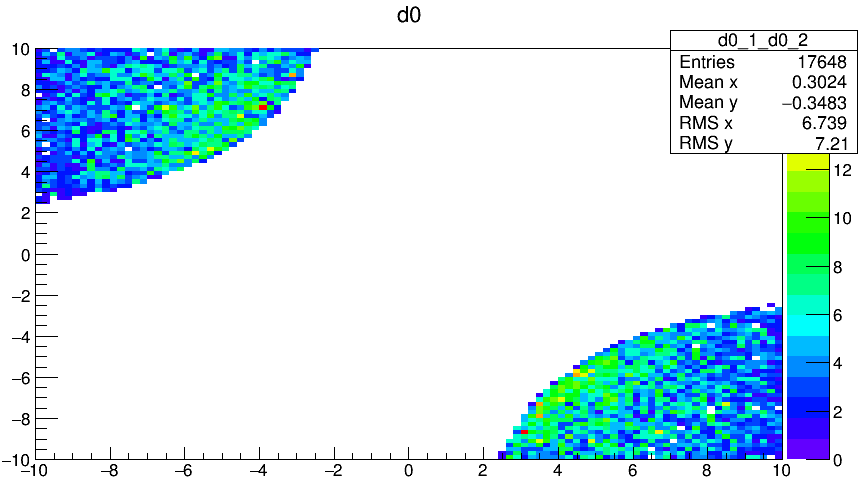 d0
d0_1_d0_2
Entries 17648
Mean x 0.3024
Mean y −0.3483
RMS x 6.739
RMS y 7.21
10
8
6
4
2
0
−2
−4
−6
−8
−10
−10 −8 −6 −4 −2 0 2 4 6 8 10
12
10
8
6
4
2
0